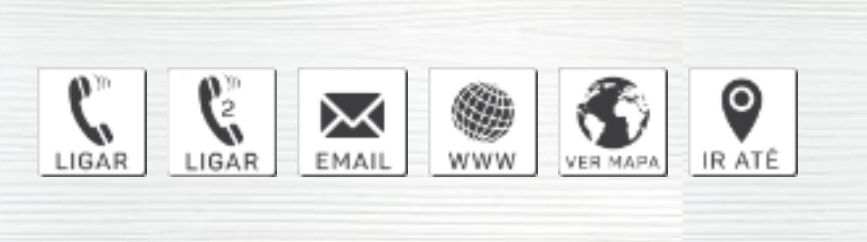 LIGAR
2
LIGAR
EMAIL
WWW
VER MAPA
IR ATÉ